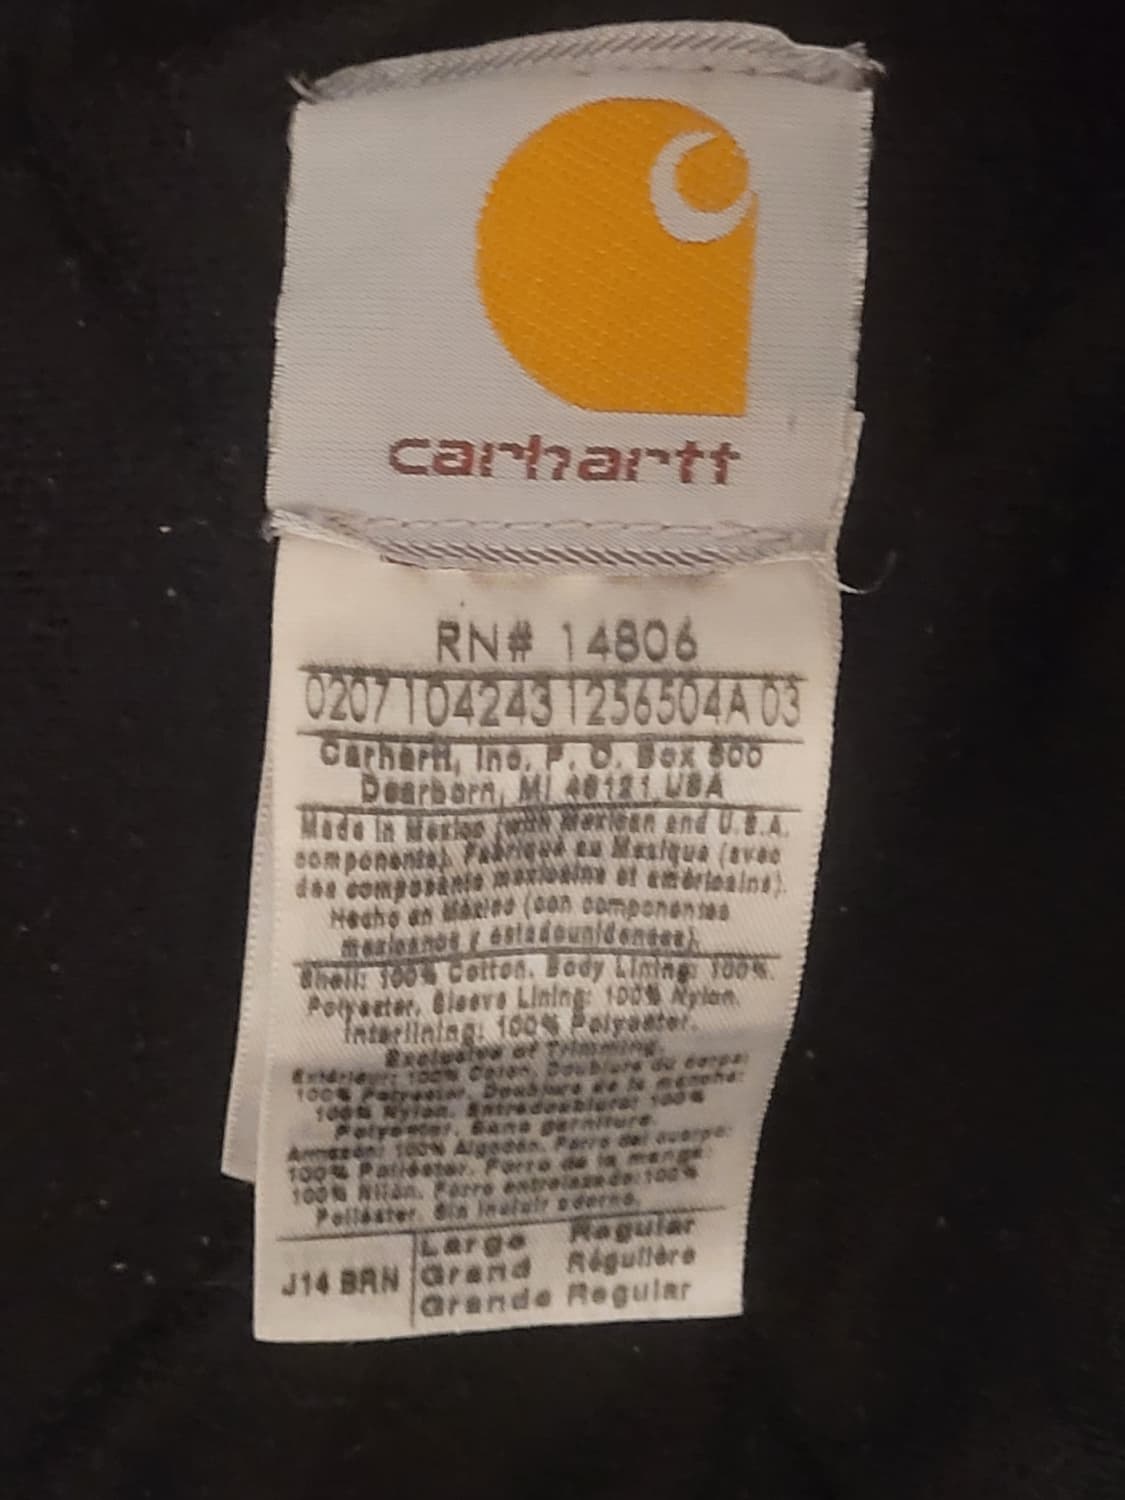 carhartt
RN# 14806
0207 104243 1256504A 03
Carhartt, Inc. P. O. Box 600
Dearborn, MI 48121 USA
Made in Mexico (with Mexican and U.S.A.
components). Fabriqué au Mexique (avec
des composants mexicains et américains).
Hecho en México (con componentes
mexicanos y estadounidenses).
Shell: 100% Cotton. Body Lining: 100%
Polyester. Sleeve Lining: 100% Nylon.
Interlining: 100% Polyester.
Exclusive of Trimming.
Extérieur: 100% Coton. Doublure du corps:
100% Polyester. Doublure de la manche:
100% Nylon. Entredoublure: 100%
Polyester. Sans garniture.
Armazón: 100% Algodón. Forro del cuerpo:
100% Poliéster. Forro de la manga:
100% Nilón. Forro entrelazado: 100%
Poliéster. Sin incluir adorno.
J14 BRN
Large Regular
Grand Régulière
Grande Regular